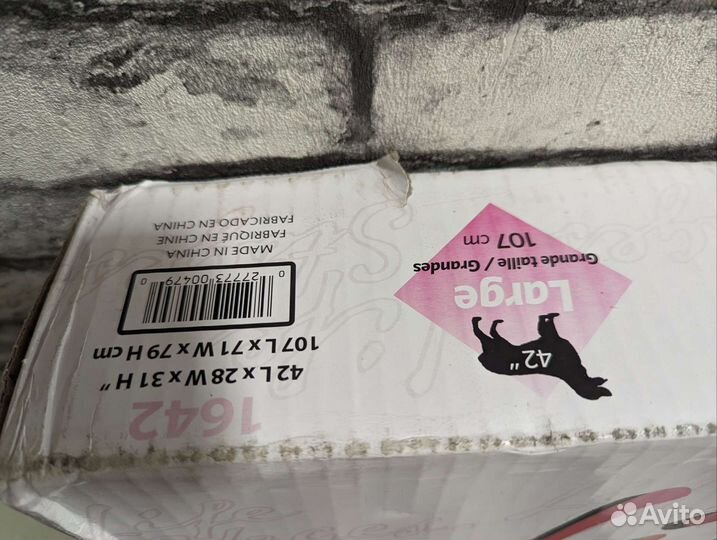 1642
42 L x 28 W x 31 H "
107 L x 71 W x 79 H cm
0 27773 00479 0
MADE IN CHINA
FABRIQUÉ EN CHINE
FABRICADO EN CHINA
42"
Large
Grande taille / Grandes
107 cm
Avito